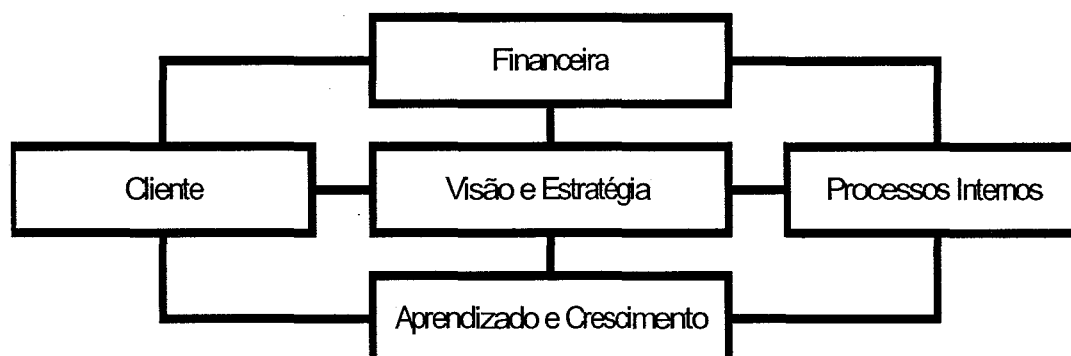 Financeira
Cliente
Visão e Estratégia
Processos Internos
Aprendizado e Crescimento